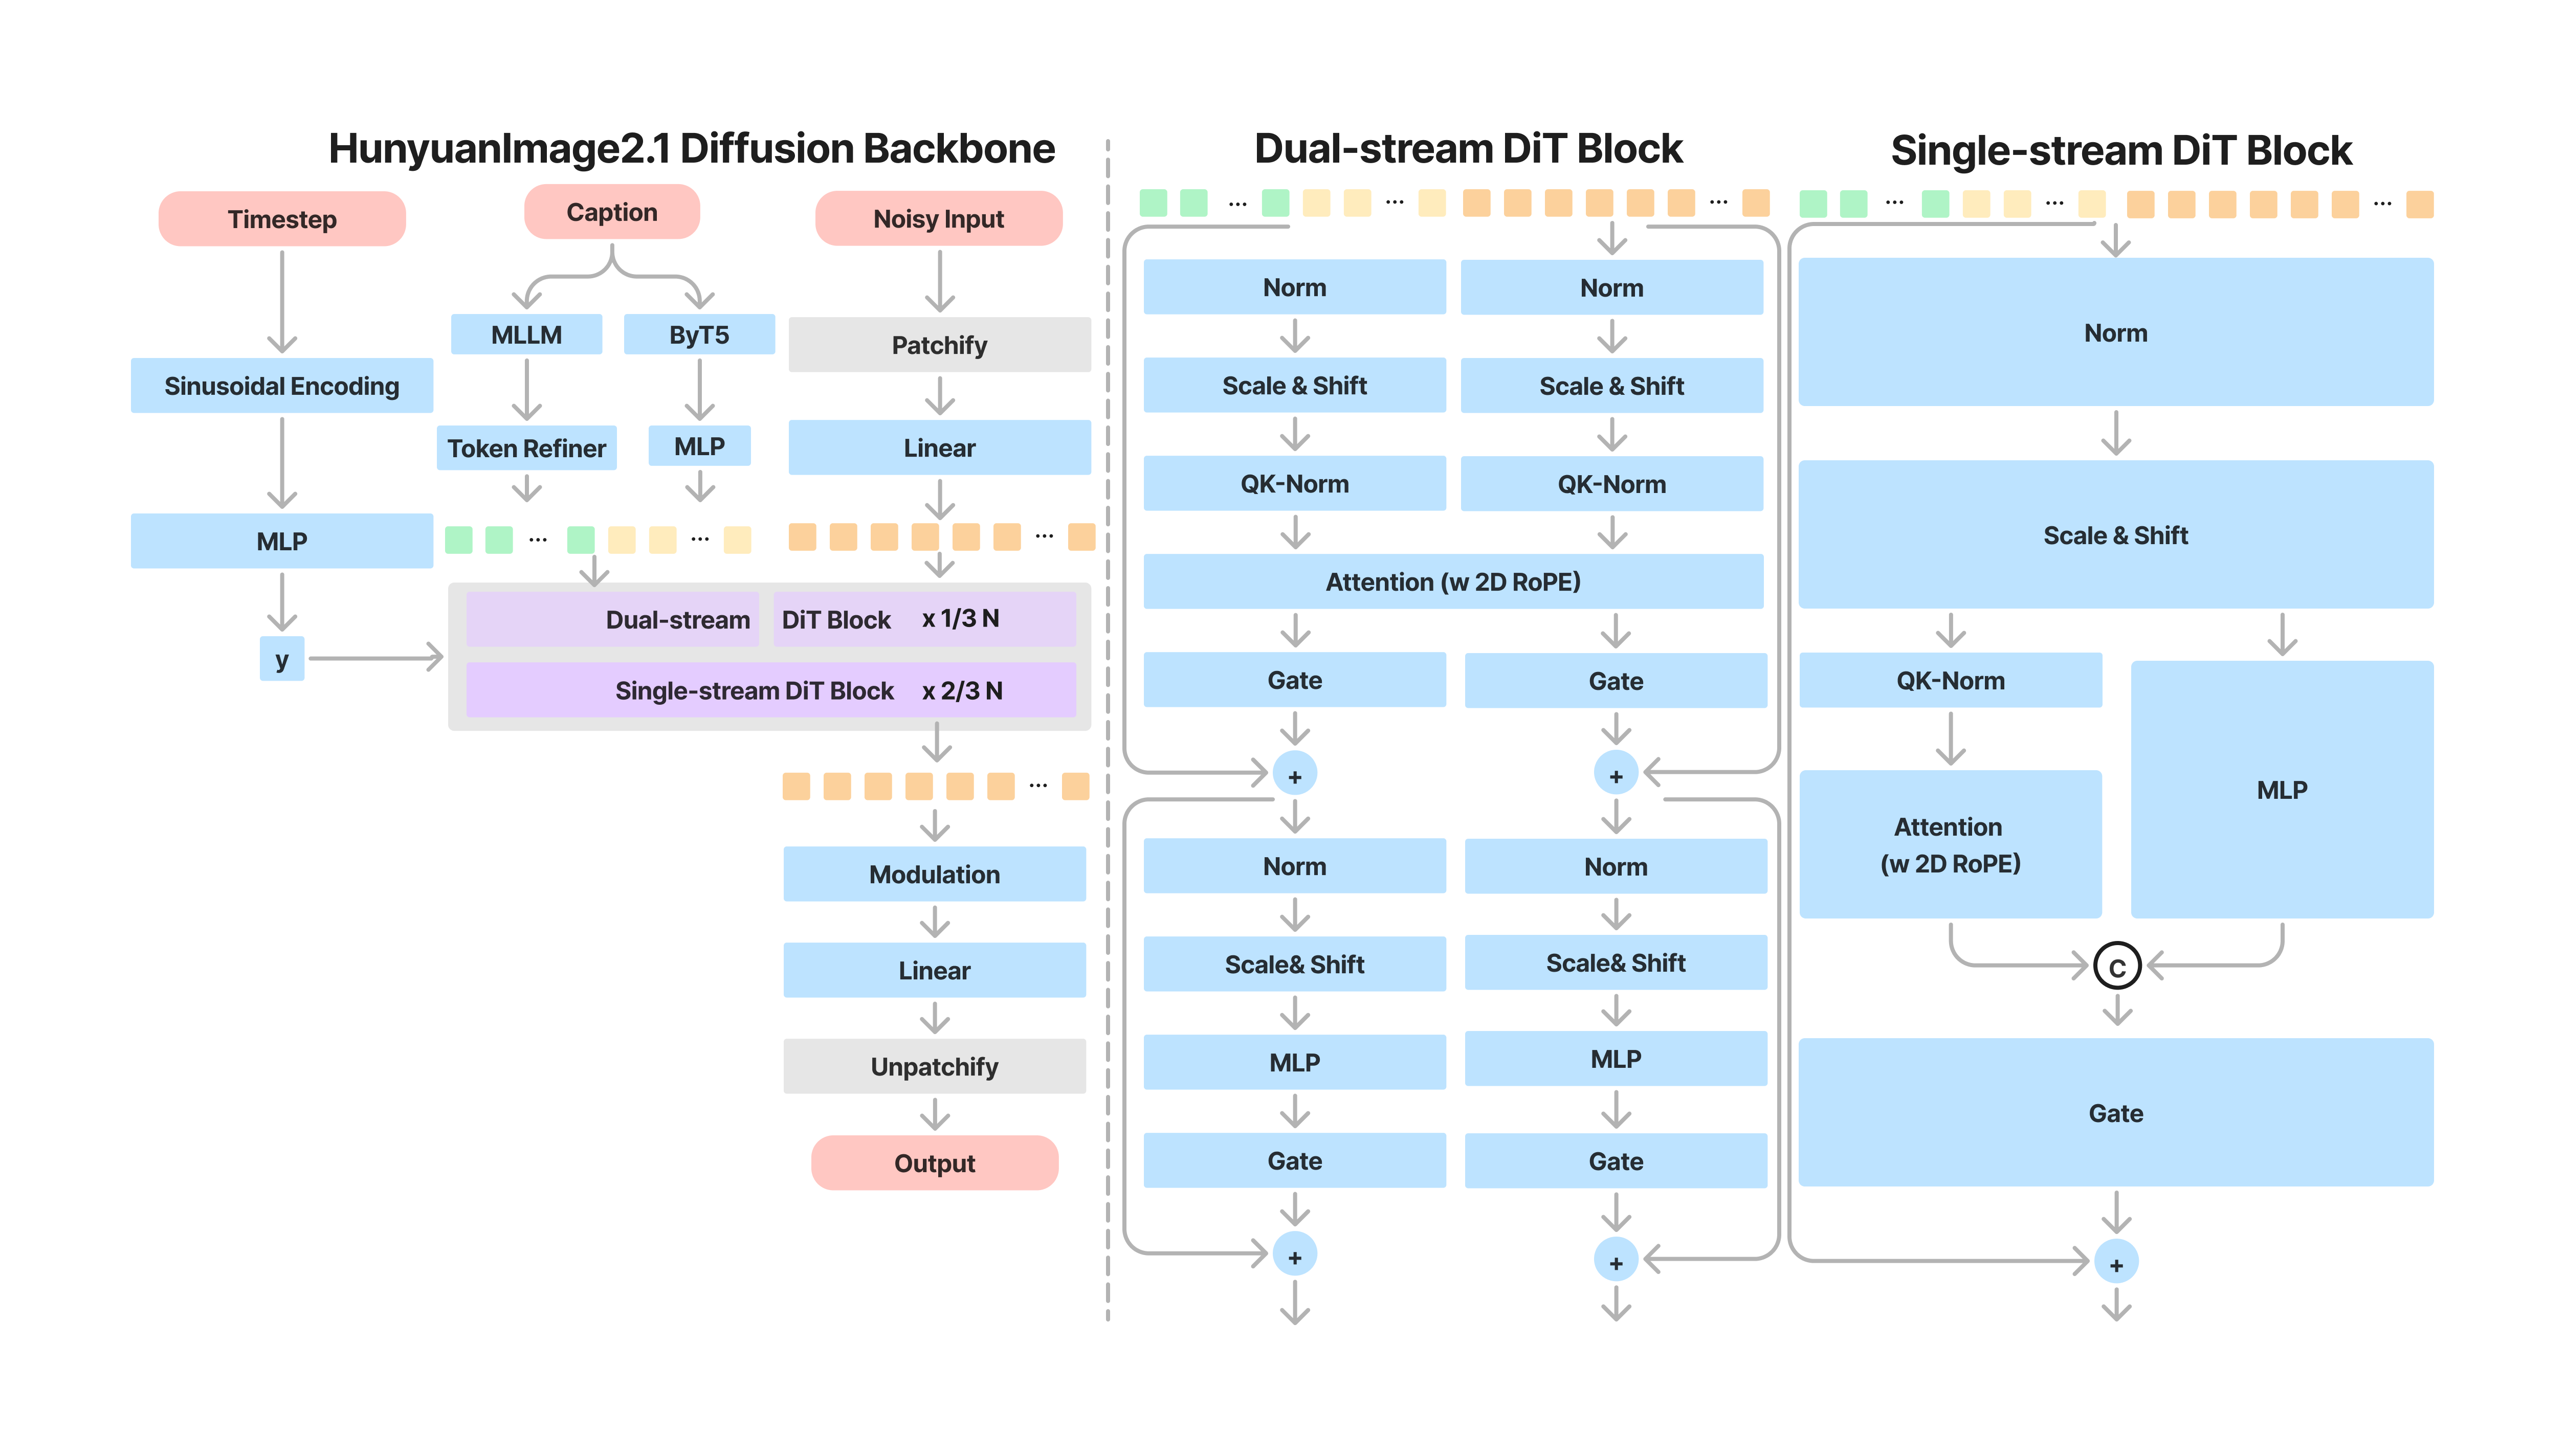 HunyuanImage2.1 Diffusion Backbone
Timestep
Caption
Noisy Input
MLLM
ByT5
Patchify
Sinusoidal Encoding
Token Refiner
MLP
Linear
MLP
...
...
...
Dual-stream DiT Block x 1/3 N
y
Single-stream DiT Block x 2/3 N
...
Modulation
Linear
Unpatchify
Output
Dual-stream DiT Block
...
...
...
Norm
Norm
Scale & Shift
Scale & Shift
QK-Norm
QK-Norm
Attention (w 2D RoPE)
Gate
Gate
+
+
Norm
Norm
Scale& Shift
Scale& Shift
MLP
MLP
Gate
Gate
+
+
Single-stream DiT Block
...
...
...
Norm
Scale & Shift
QK-Norm
MLP
Attention
(w 2D RoPE)
C
Gate
+